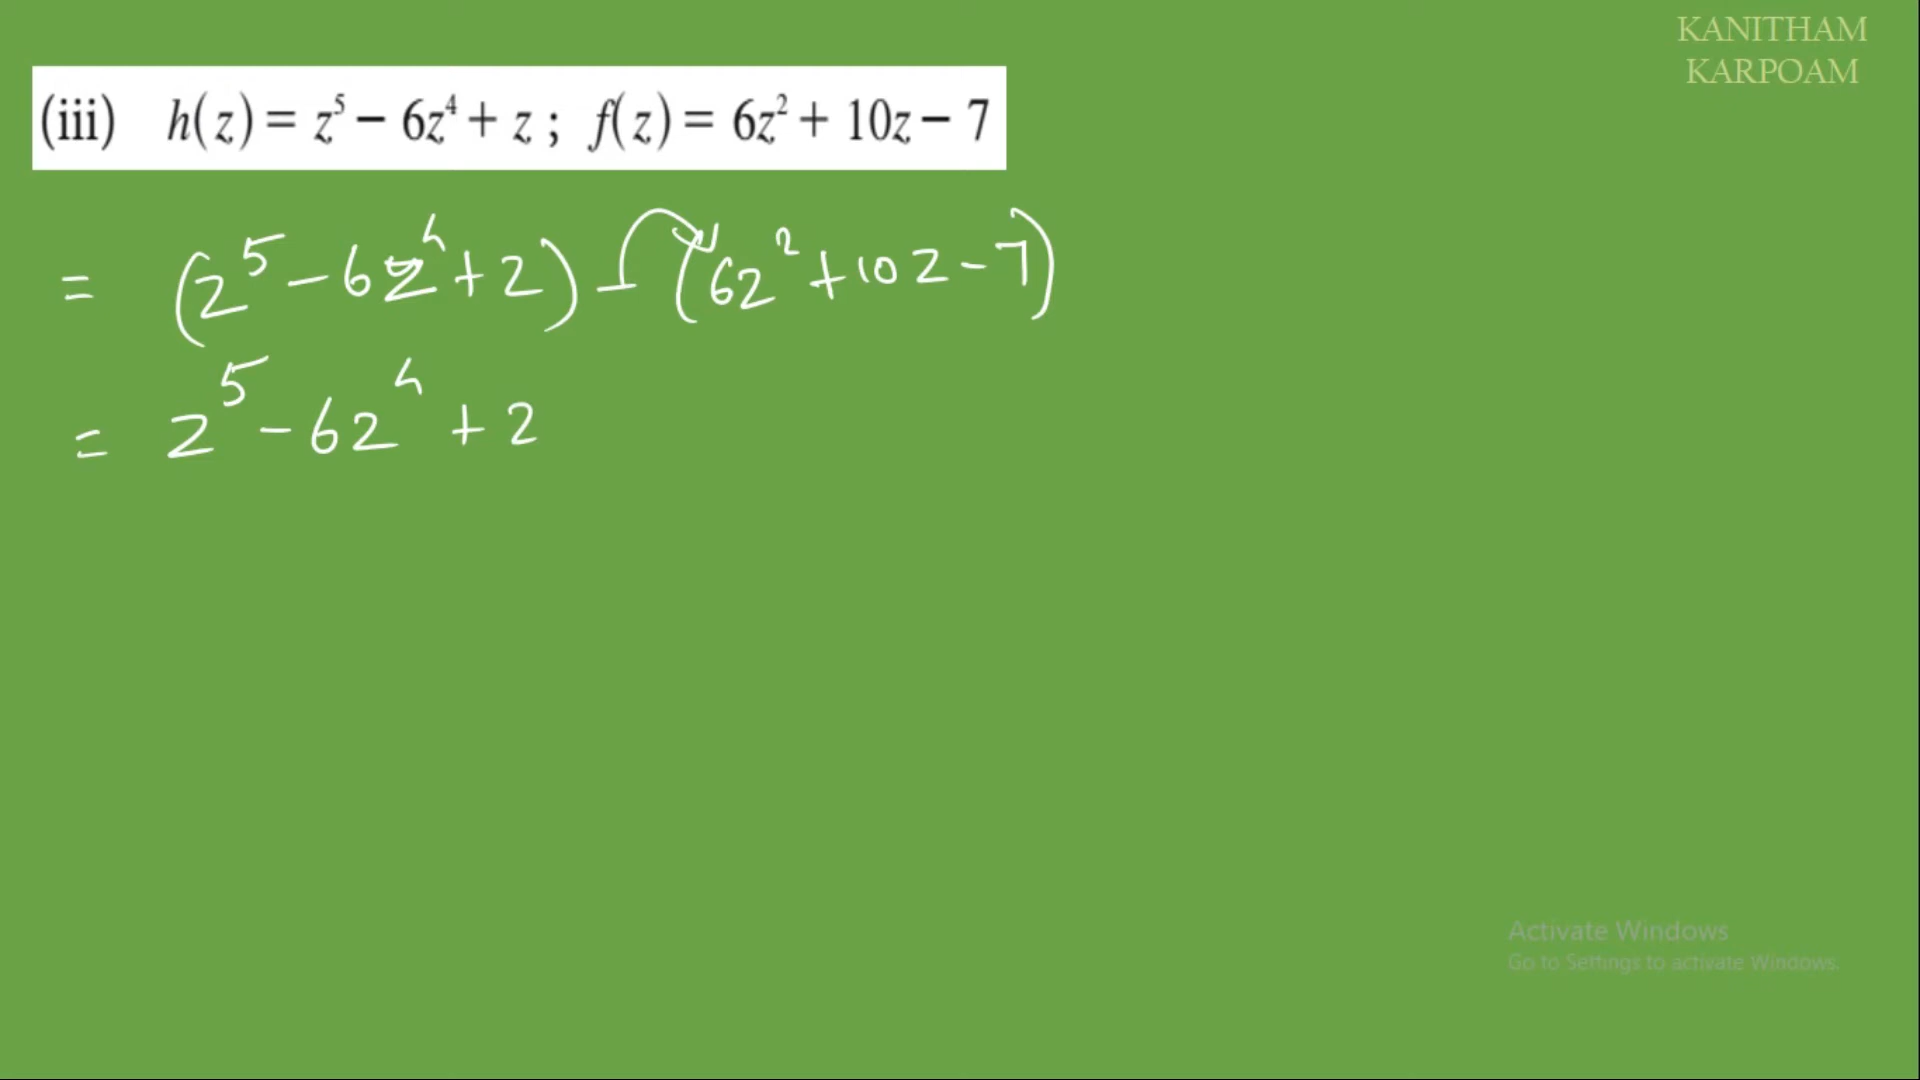 KANITHAM
KARPOAM
(iii) h(z) = z⁵ − 6z⁴ + z ; f(z) = 6z² + 10z − 7
= (z⁵ − 6z⁴ + z) − (6z² + 10z − 7)
= z⁵ − 6z⁴ + z
Activate Windows
Go to Settings to activate Windows.